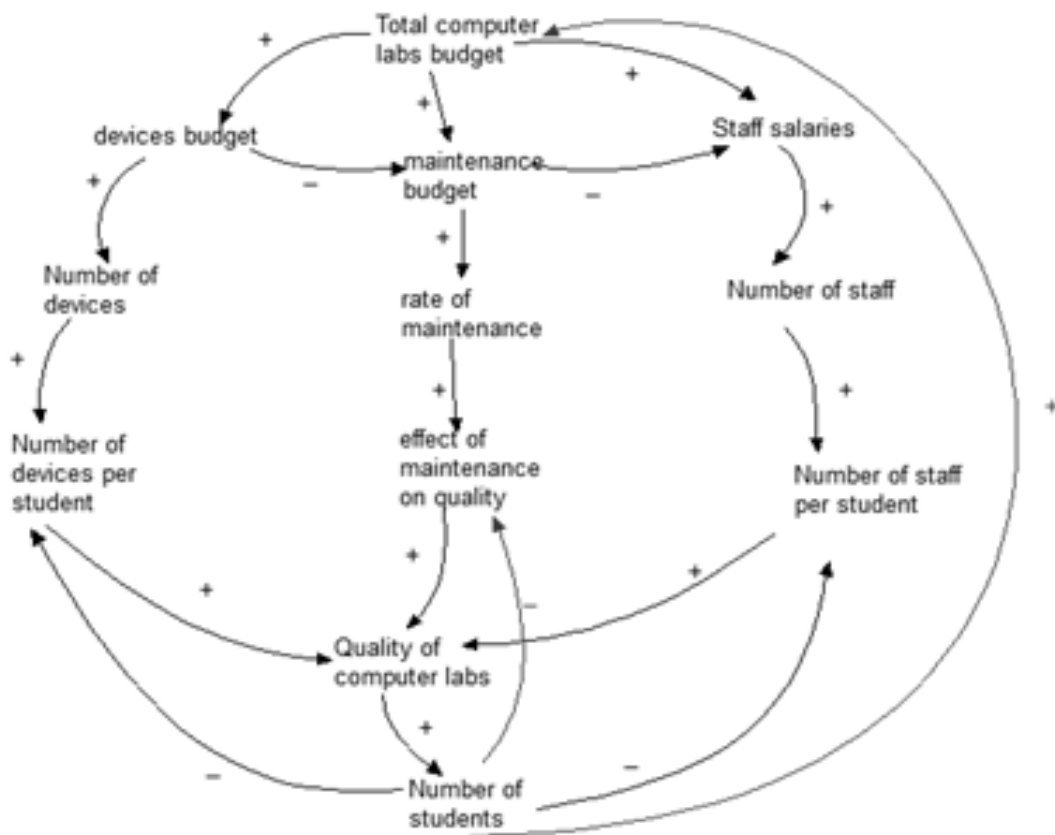 Total computer
labs budget
+
+
+
devices budget
Staff salaries
maintenance
budget
+
–
–
+
+
Number of
devices
rate of
maintenance
Number of staff
+
+
+
+
Number of
devices per
student
effect of
maintenance
on quality
Number of staff
per student
+
+
+
–
Quality of
computer labs
+
–
–
Number of
students